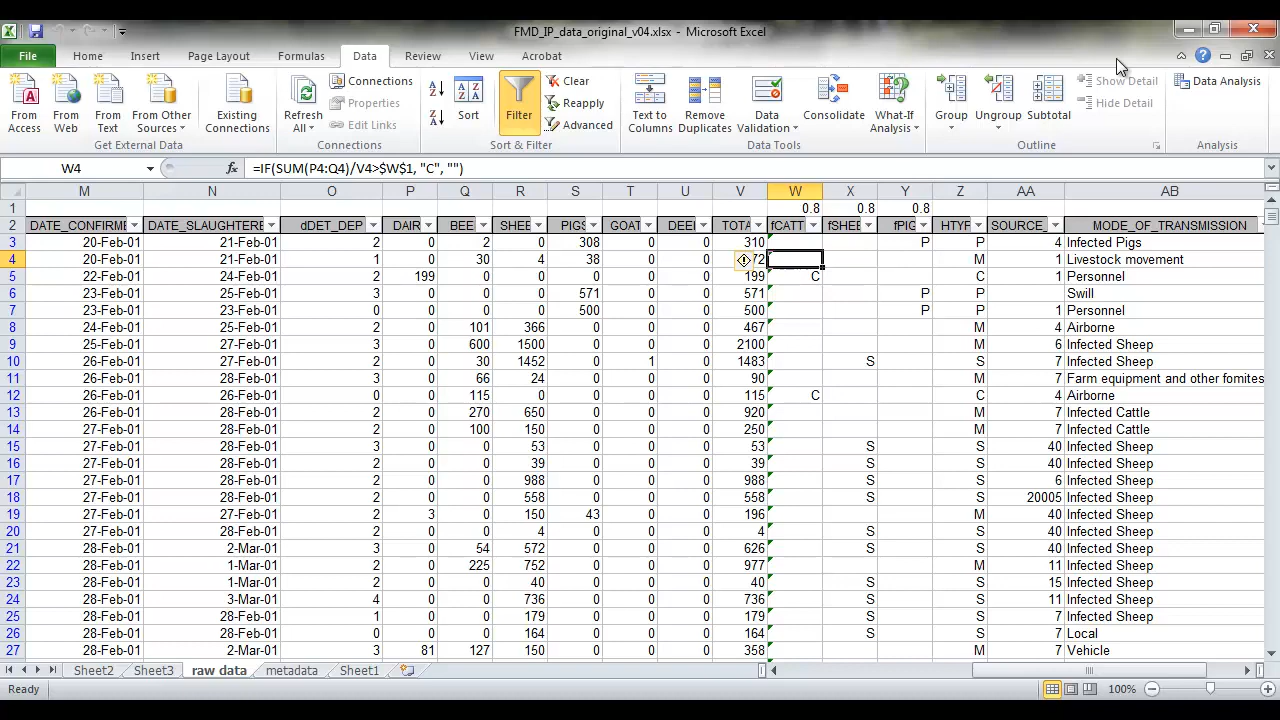 FMD_IP_data_original_v04.xlsx - Microsoft Excel
File Home Insert Page Layout Formulas Data Review View Acrobat
From Access From Web From Text From Other Sources Existing Connections Refresh All Connections Properties Edit Links Sort Filter Clear Reapply Advanced Text to Columns Remove Duplicates Data Validation Consolidate What-If Analysis Group Ungroup Subtotal Show Detail Hide Detail Data Analysis
Get External Data Connections Sort & Filter Data Tools Outline Analysis
W4 fx =IF(SUM(P4:Q4)/V4>$W$1, "C", "")
M N O P Q R S T U V W X Y Z AA AB
1 0.8 0.8 0.8
DATE_CONFIRME DATE_SLAUGHTERE dDET_DEP DAIR BEE SHEE PIGS GOAT DEE TOTA fCATT fSHEE fPIG HTYF SOURCE_ MODE_OF_TRANSMISSION
3 20-Feb-01 21-Feb-01 2 0 2 0 308 0 0 310 P P 4 Infected Pigs
4 20-Feb-01 21-Feb-01 1 0 30 4 38 0 0 72 M 1 Livestock movement
5 22-Feb-01 24-Feb-01 2 199 0 0 0 0 0 199 C C 1 Personnel
6 23-Feb-01 25-Feb-01 3 0 0 0 571 0 0 571 P P Swill
7 23-Feb-01 23-Feb-01 0 0 0 0 500 0 0 500 P P 1 Personnel
8 24-Feb-01 25-Feb-01 2 0 101 366 0 0 0 467 M 4 Airborne
9 25-Feb-01 27-Feb-01 3 0 600 1500 0 0 0 2100 M 6 Infected Sheep
10 26-Feb-01 27-Feb-01 2 0 30 1452 0 1 0 1483 S S 7 Infected Sheep
11 26-Feb-01 28-Feb-01 3 0 66 24 0 0 0 90 M 7 Farm equipment and other fomites
12 26-Feb-01 28-Feb-01 3 0 115 0 0 0 0 115 C C 4 Airborne
13 26-Feb-01 28-Feb-01 2 0 270 650 0 0 0 920 M 7 Infected Cattle
14 26-Feb-01 28-Feb-01 2 0 100 150 0 0 0 250 M 7 Infected Cattle
15 27-Feb-01 28-Feb-01 3 0 0 53 0 0 0 53 S S 40 Infected Sheep
16 27-Feb-01 28-Feb-01 2 0 0 39 0 0 0 39 S S 40 Infected Sheep
17 27-Feb-01 28-Feb-01 2 0 0 988 0 0 0 988 S S 6 Infected Sheep
18 27-Feb-01 28-Feb-01 2 0 0 558 0 0 0 558 S S 20005 Infected Sheep
19 27-Feb-01 28-Feb-01 2 3 0 150 43 0 0 196 M 40 Infected Sheep
20 27-Feb-01 28-Feb-01 2 0 0 4 0 0 0 4 S S 40 Infected Sheep
21 28-Feb-01 2-Mar-01 3 0 54 572 0 0 0 626 S S 40 Infected Sheep
22 28-Feb-01 1-Mar-01 2 0 225 752 0 0 0 977 M 11 Infected Sheep
23 28-Feb-01 1-Mar-01 2 0 0 40 0 0 0 40 S S 15 Infected Sheep
24 28-Feb-01 3-Mar-01 4 0 0 736 0 0 0 736 S S 11 Infected Sheep
25 28-Feb-01 28-Feb-01 1 0 0 179 0 0 0 179 S S 7 Infected Sheep
26 28-Feb-01 28-Feb-01 0 0 0 164 0 0 0 164 S S 7 Local
27 28-Feb-01 2-Mar-01 3 81 127 150 0 0 0 358 M 7 Vehicle
Sheet2 Sheet3 raw data metadata Sheet1
Ready 100%